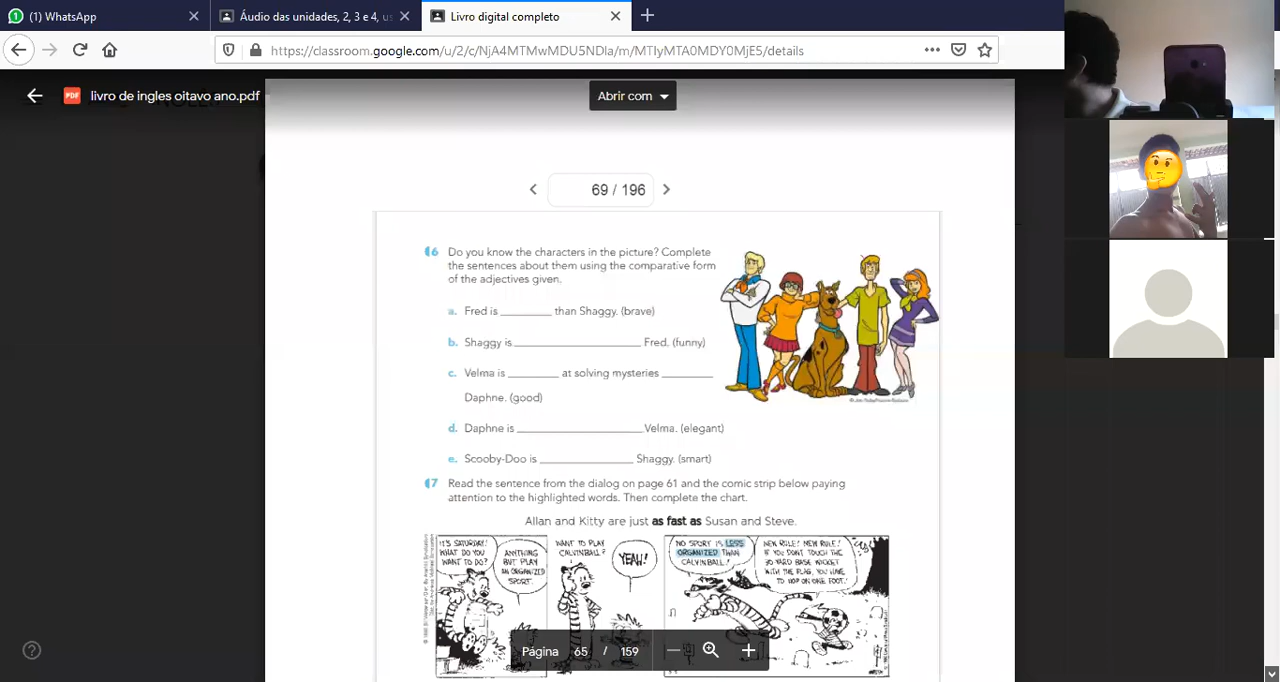 (1) WhatsApp
Áudio das unidades, 2, 3 e 4, u
Livro digital completo
https://classroom.google.com/u/2/c/NjA4MTMwMDU5NDla/m/MTIyMTA0MDY0MjE5/details
PDF
livro de ingles oitavo ano.pdf
Abrir com
69 / 196
6 Do you know the characters in the picture? Complete
the sentences about them using the comparative form
of the adjectives given.
a. Fred is ________ than Shaggy. (brave)
b. Shaggy is ____________________ Fred. (funny)
c. Velma is ________ at solving mysteries ________
Daphne. (good)
d. Daphne is ____________________ Velma. (elegant)
e. Scooby-Doo is ______________ Shaggy. (smart)
7 Read the sentence from the dialog on page 61 and the comic strip below paying
attention to the highlighted words. Then complete the chart.
Allan and Kitty are just as fast as Susan and Steve.
IT'S SATURDAY!
WHAT DO YOU
WANT TO DO?
ANYTHING
BUT PLAY
AN ORGANIZED
SPORT.
WANT TO PLAY
CALVINBALL?
YEAH!
NO SPORT IS LESS
ORGANIZED THAN
CALVINBALL!
NEW RULE! NEW RULE!
IF YOU DON'T TOUCH THE
30-YARD BASE WICKET
WITH THE FLAG, YOU HAVE
TO HOP ON ONE FOOT!
Página 65 / 159